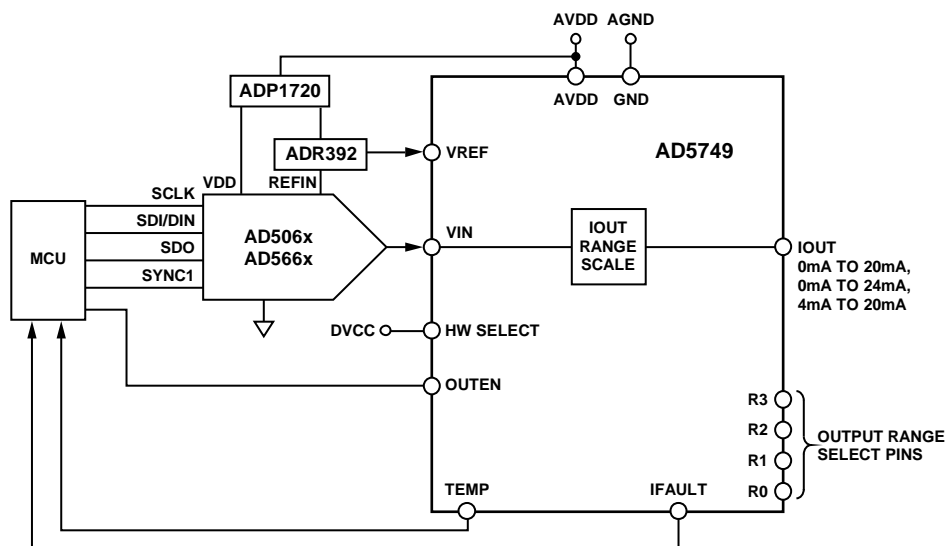 AVDD AGND
ADP1720
AVDD GND
ADR392
VREF
AD5749
VDD REFIN
SCLK
SDI/DIN
SDO
SYNC1
MCU
AD506x
AD566x
VIN
IOUT
RANGE
SCALE
IOUT
0mA TO 20mA,
0mA TO 24mA,
4mA TO 20mA
DVCC
HW SELECT
OUTEN
R3
R2
R1
R0
OUTPUT RANGE
SELECT PINS
TEMP
IFAULT